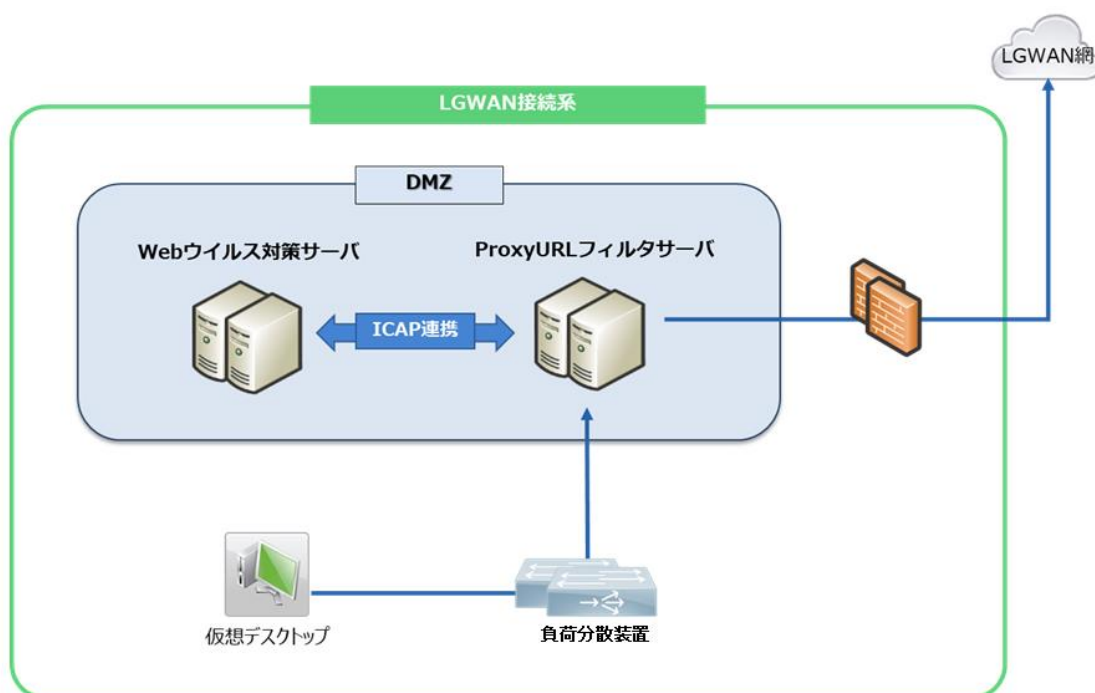 LGWAN網
LGWAN接続系
DMZ
Webウイルス対策サーバ
ProxyURLフィルタサーバ
ICAP連携
仮想デスクトップ
負荷分散装置